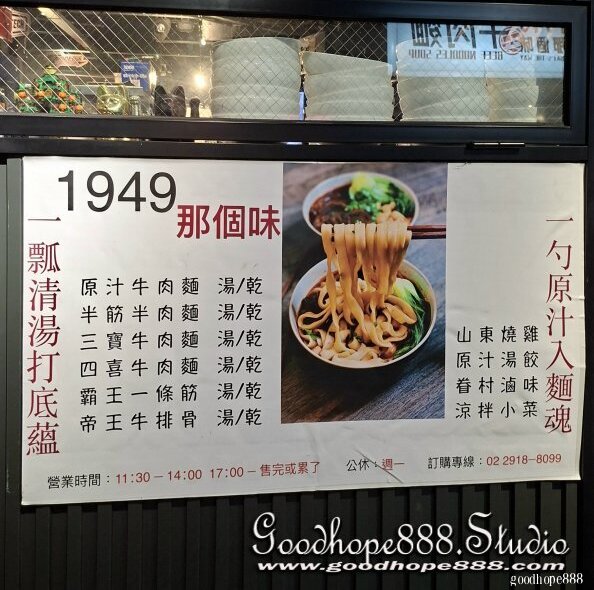 BEEF NOODLES SOUP
1949
那個味
一瓢清湯打底蘊
原汁牛肉麵 湯/乾
半筋半肉麵 湯/乾
三寶牛肉麵 湯/乾
四喜牛肉麵 湯/乾
霸王一條筋 湯/乾
帝王牛排骨 湯/乾
一勺原汁入麵魂
山東燒雞
原汁湯餃
眷村滷味
涼拌小菜
營業時間：11:30-14:00 17:00-售完或累了 公休：週一 訂購專線：02 2918-8099
Goodhope888.Studio
www.goodhope888.com
goodhope888